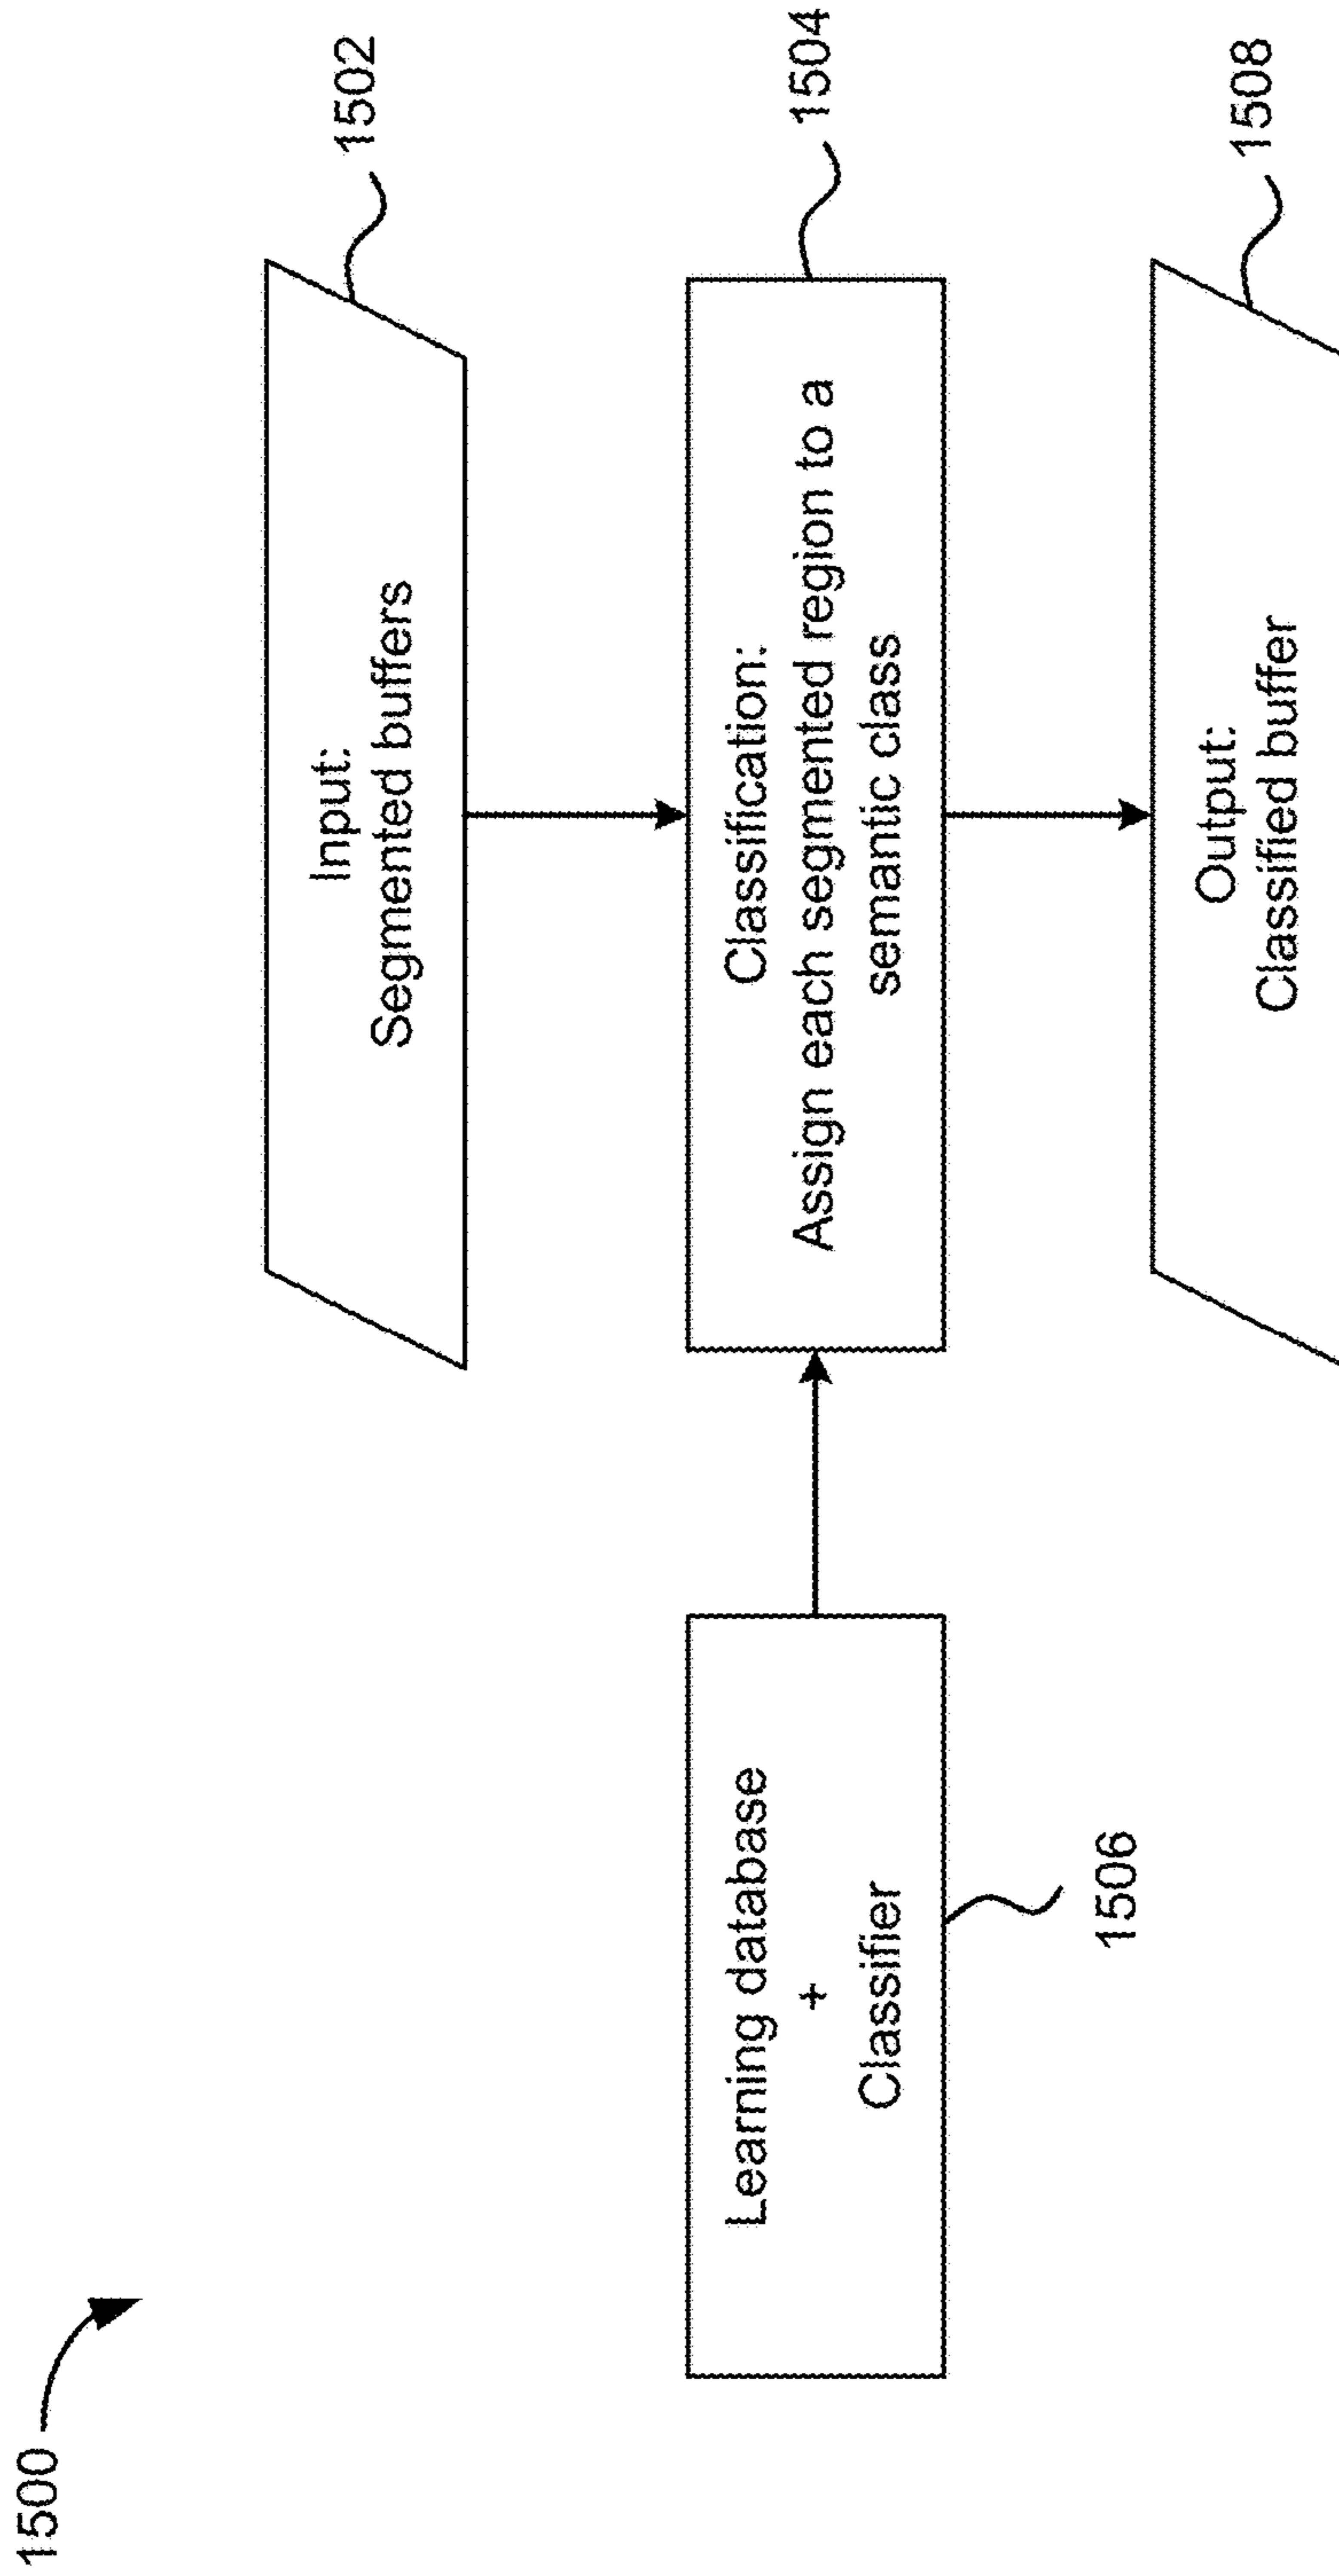 1500
Input:
Segmented buffers
1502
Learning database
+
Classifier
1506
Classification:
Assign each segmented region to a
semantic class
1504
Output:
Classified buffer
1508